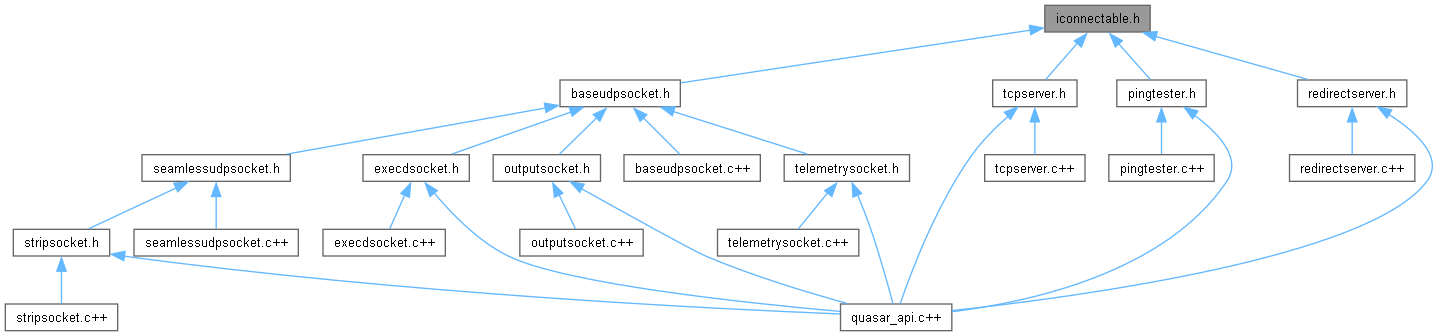 iconnectable.h
baseudpsocket.h
tcpserver.h
pingtester.h
redirectserver.h
seamlessudpsocket.h
execdsocket.h
outputsocket.h
baseudpsocket.c++
telemetrysocket.h
tcpserver.c++
pingtester.c++
redirectserver.c++
stripsocket.h
seamlessudpsocket.c++
execdsocket.c++
outputsocket.c++
telemetrysocket.c++
stripsocket.c++
quasar_api.c++